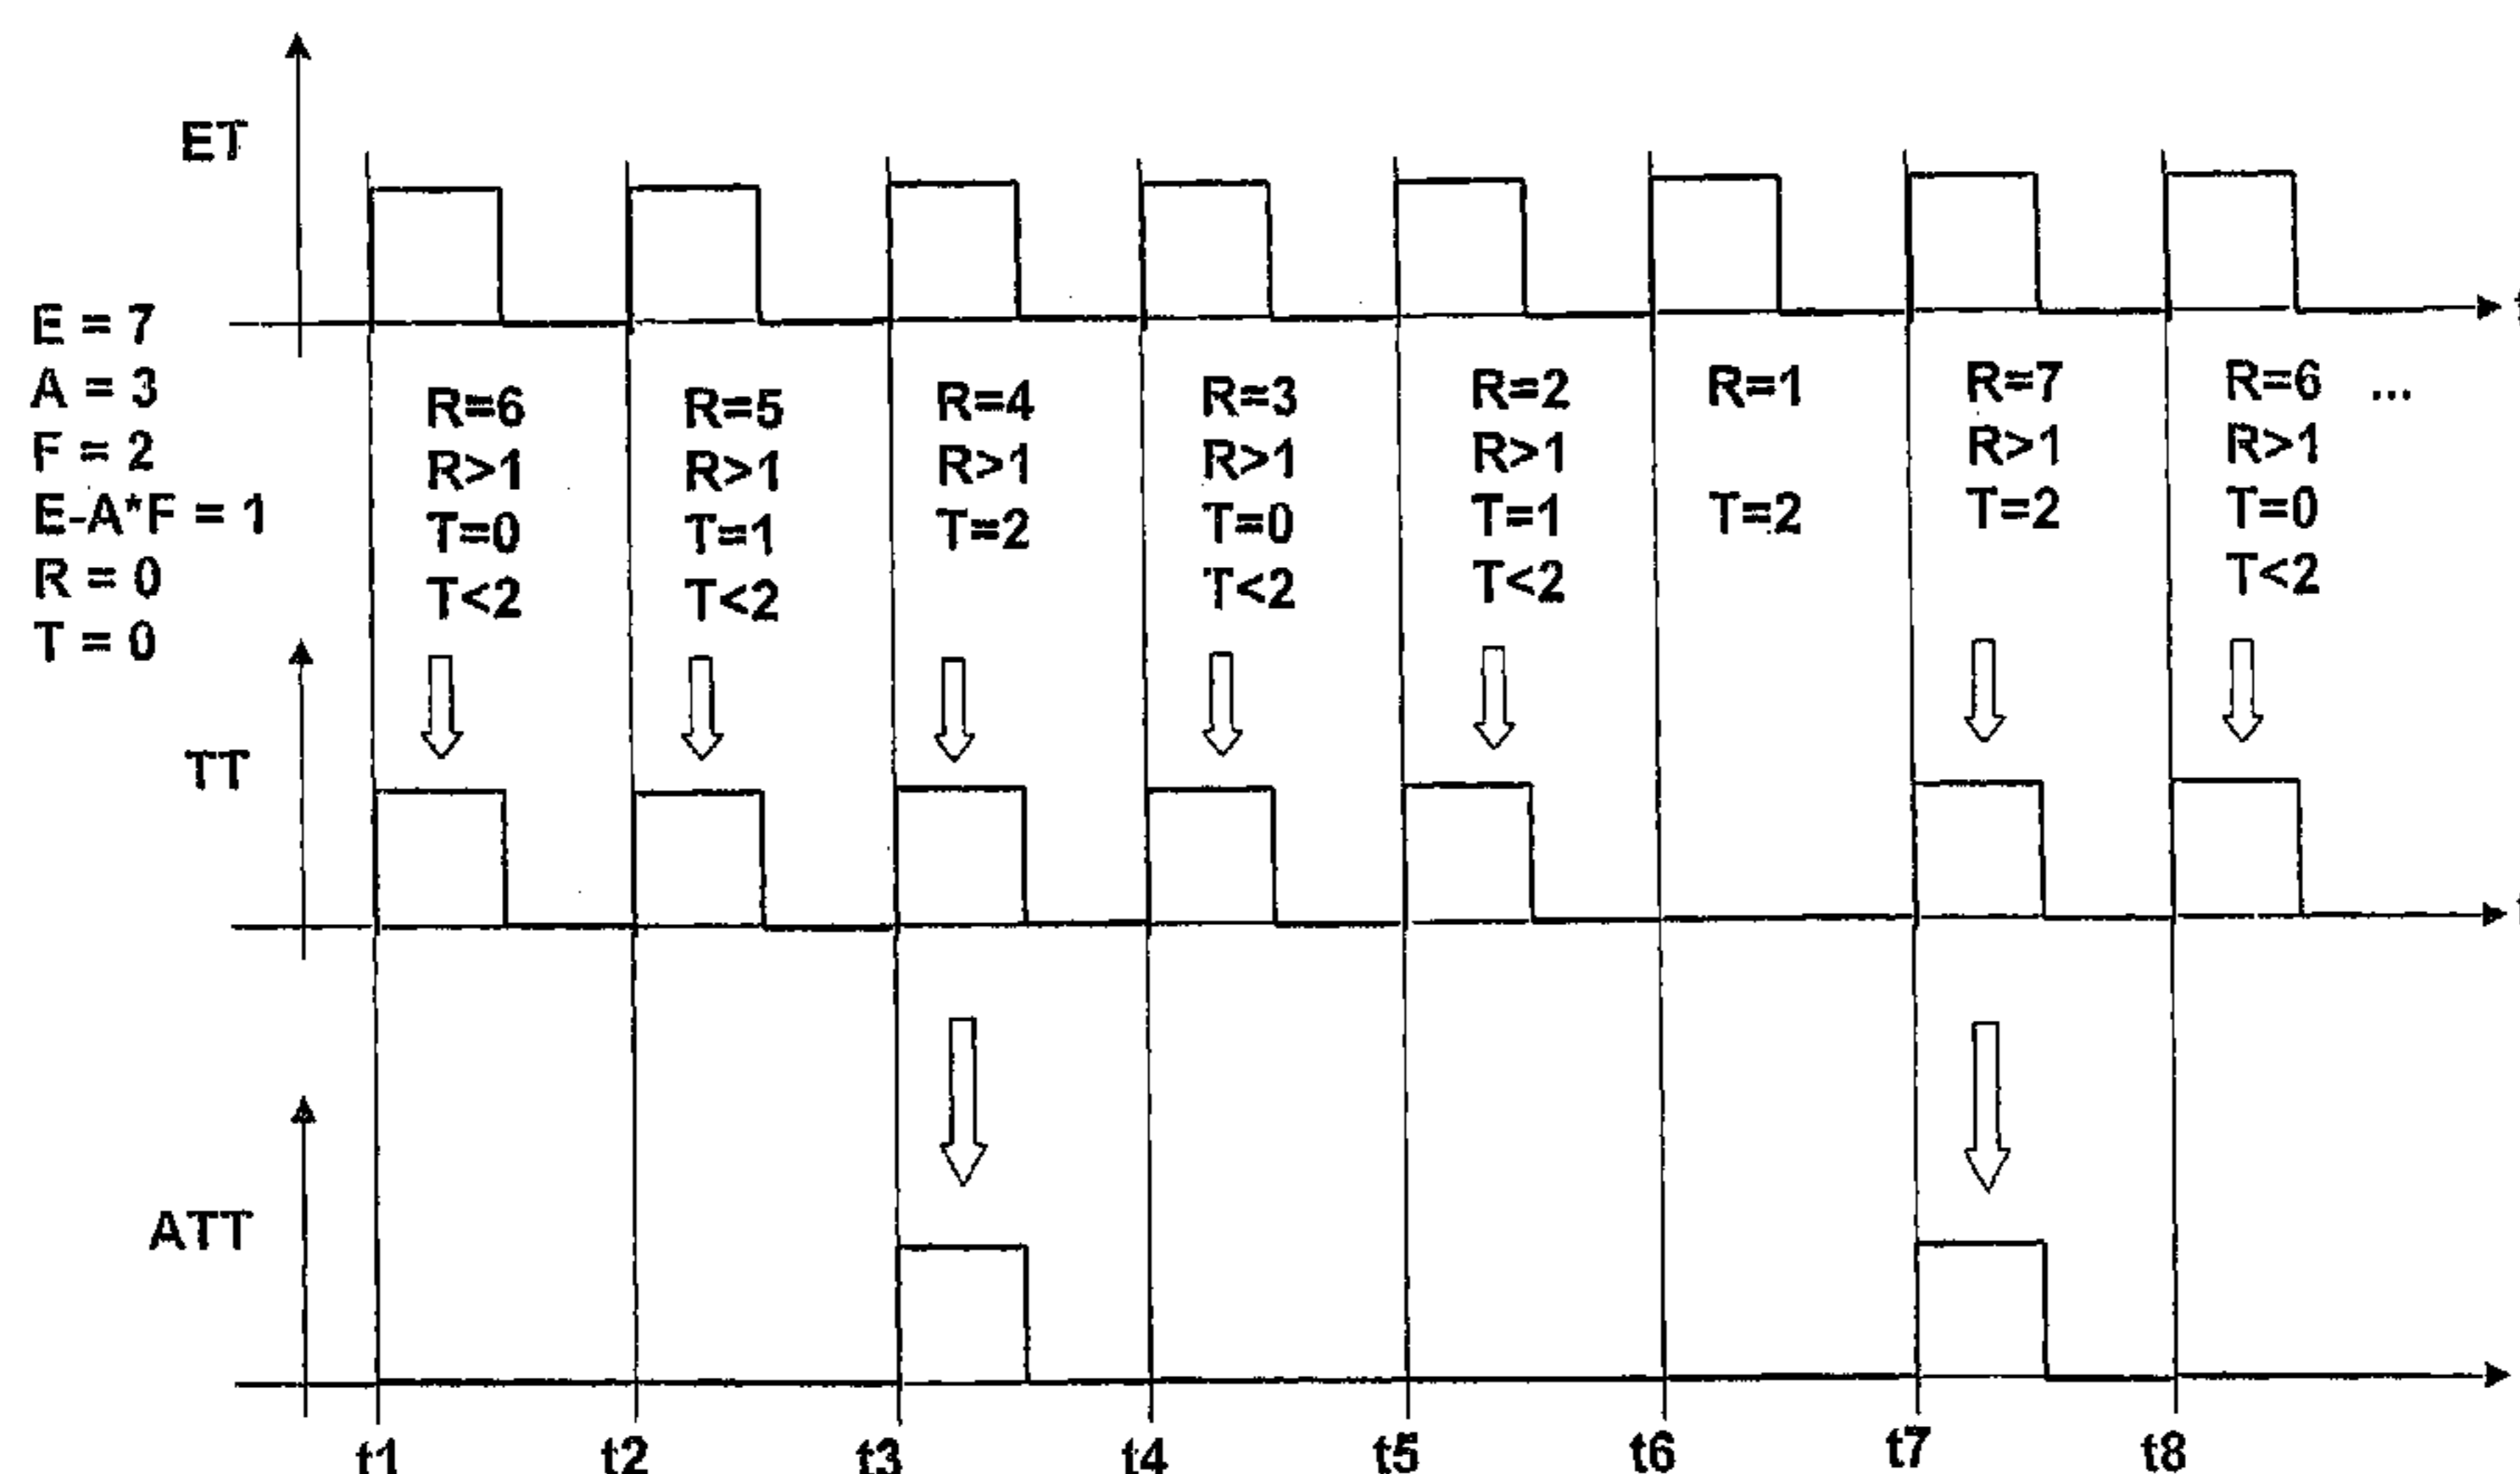 ET
E = 7
A = 3
F = 2
E-A*F = 1
R = 0
T = 0
R=6
R>1
T=0
T<2
R=5
R>1
T=1
T<2
R=4
R>1
T=2
R=3
R>1
T=0
T<2
R=2
R>1
T=1
T<2
R=1
T=2
R=7
R>1
T=2
R=6 ...
R>1
T=0
T<2
TT
ATT
t1 t2 t3 t4 t5 t6 t7 t8